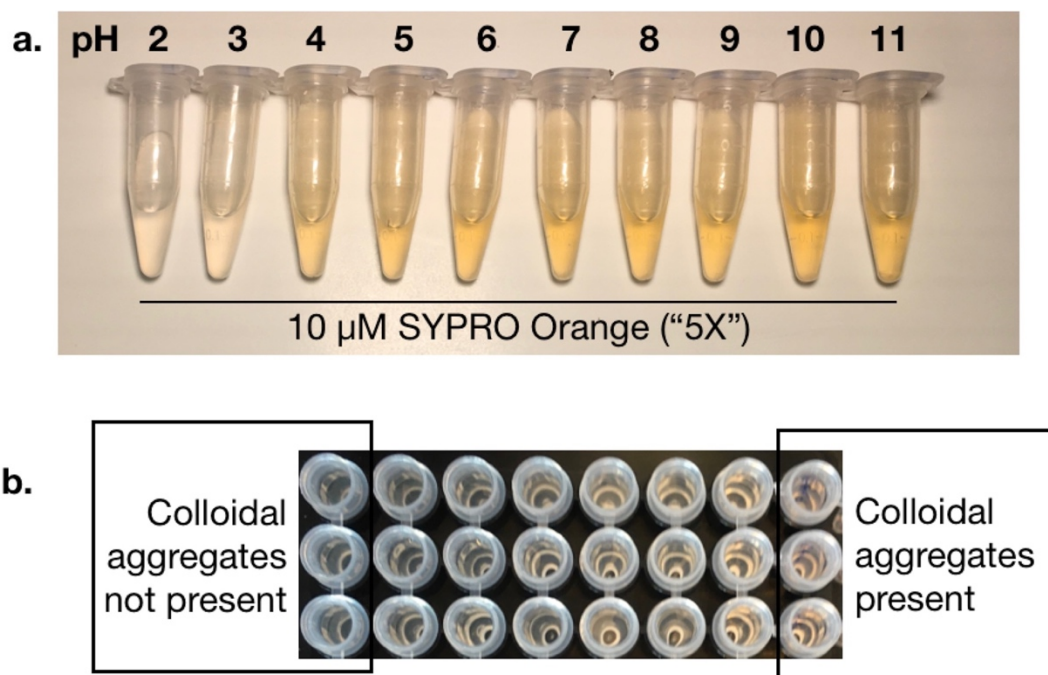 a. pH 2 3 4 5 6 7 8 9 10 11
10 µM SYPRO Orange (“5X”)
b.
Colloidal
aggregates
not present
Colloidal
aggregates
present